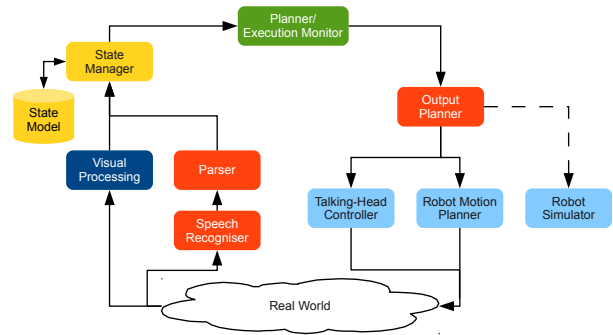 Planner/
Execution Monitor
State
Manager
State
Model
Output
Planner
Visual
Processing
Parser
Talking-Head
Controller
Robot Motion
Planner
Robot
Simulator
Speech
Recogniser
Real World